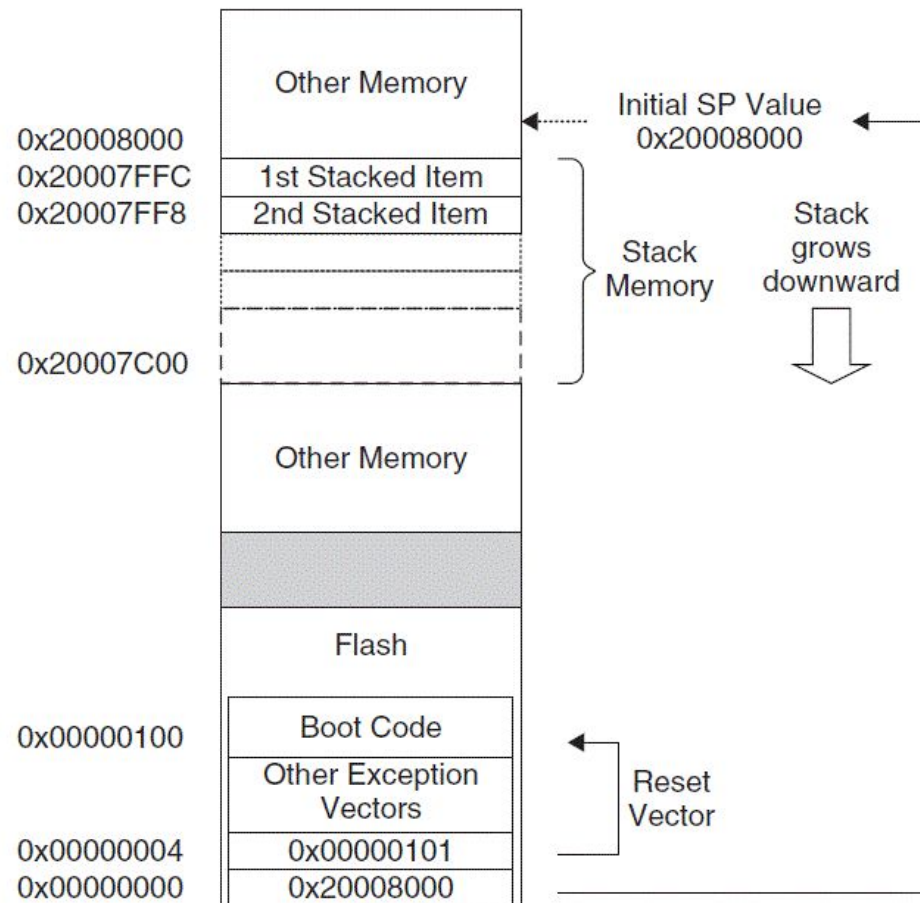 Other Memory
Initial SP Value
0x20008000
0x20008000
0x20007FFC
1st Stacked Item
0x20007FF8
2nd Stacked Item
Stack
Memory
Stack
grows
downward
0x20007C00
Other Memory
Flash
0x00000100
Boot Code
Other Exception
Vectors
Reset
Vector
0x00000004
0x00000101
0x00000000
0x20008000